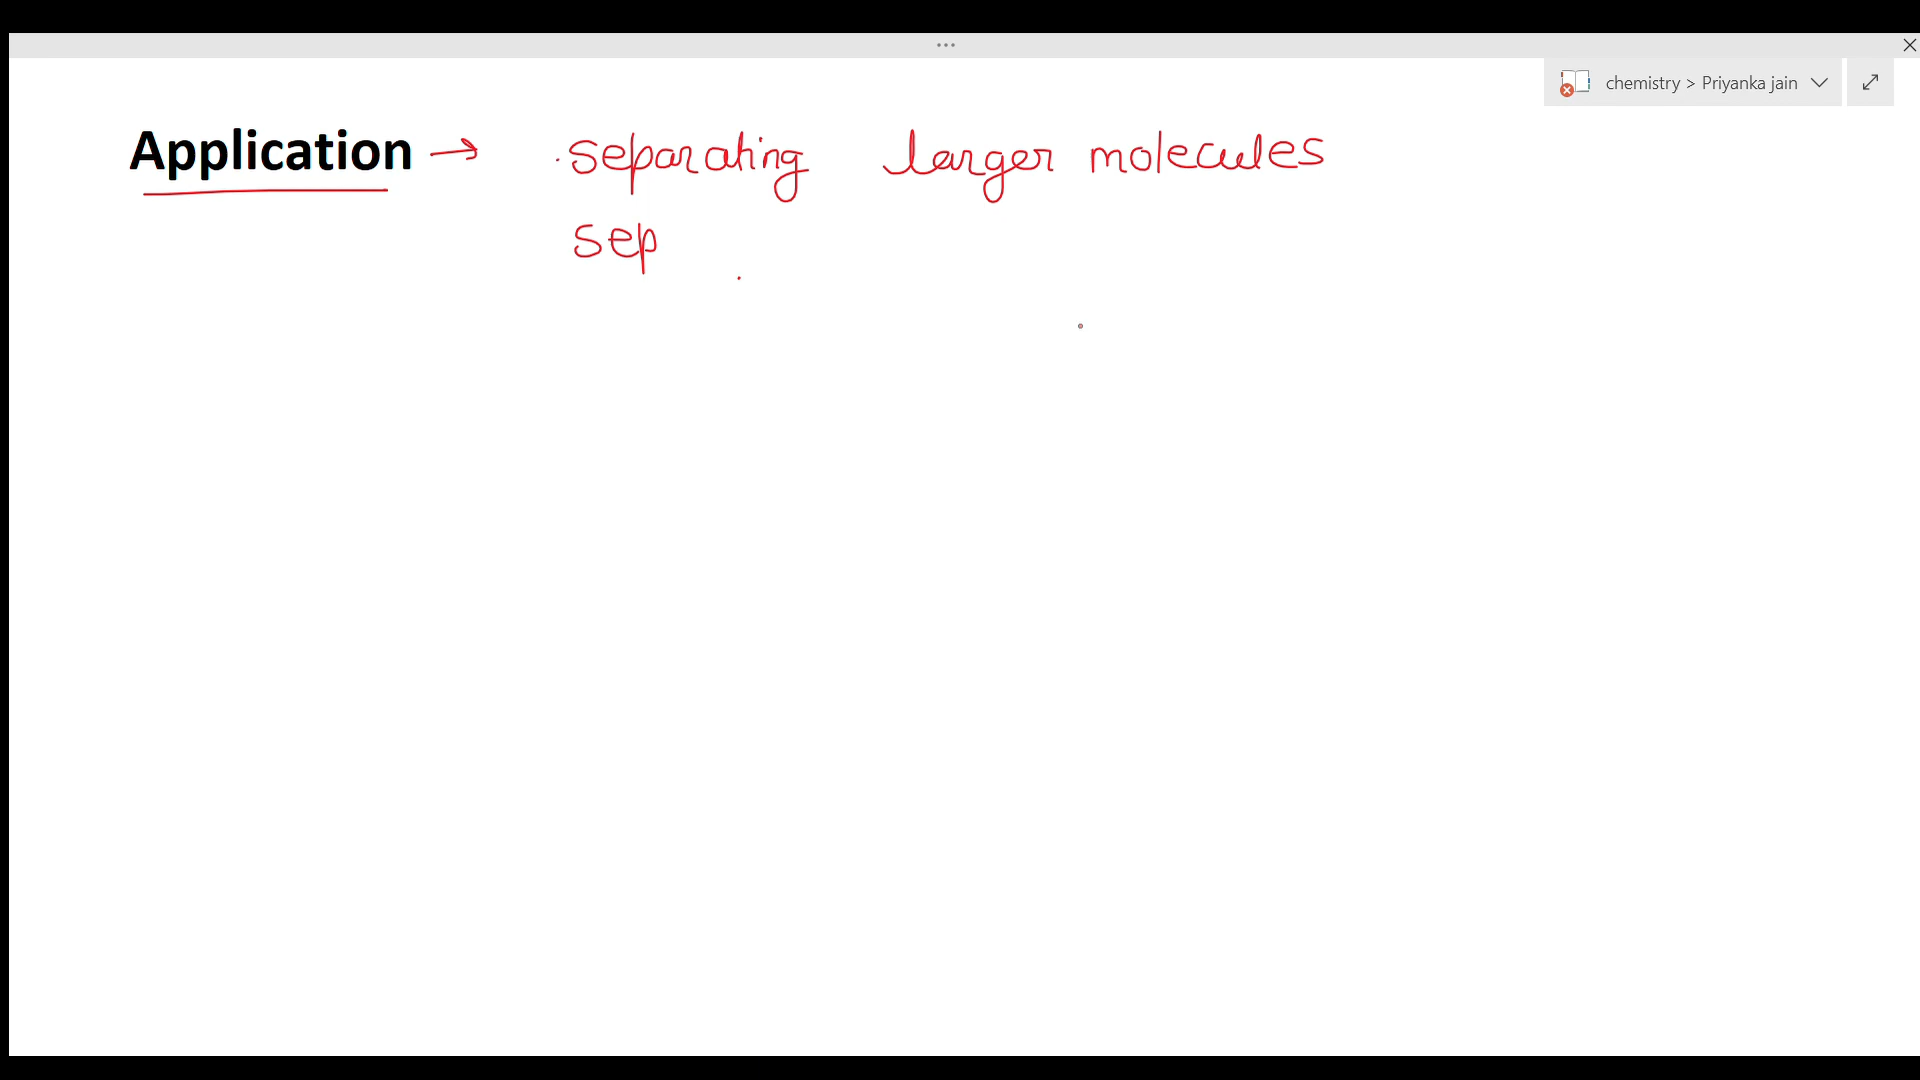 chemistry > Priyanka jain
Application → separating larger molecules
sep